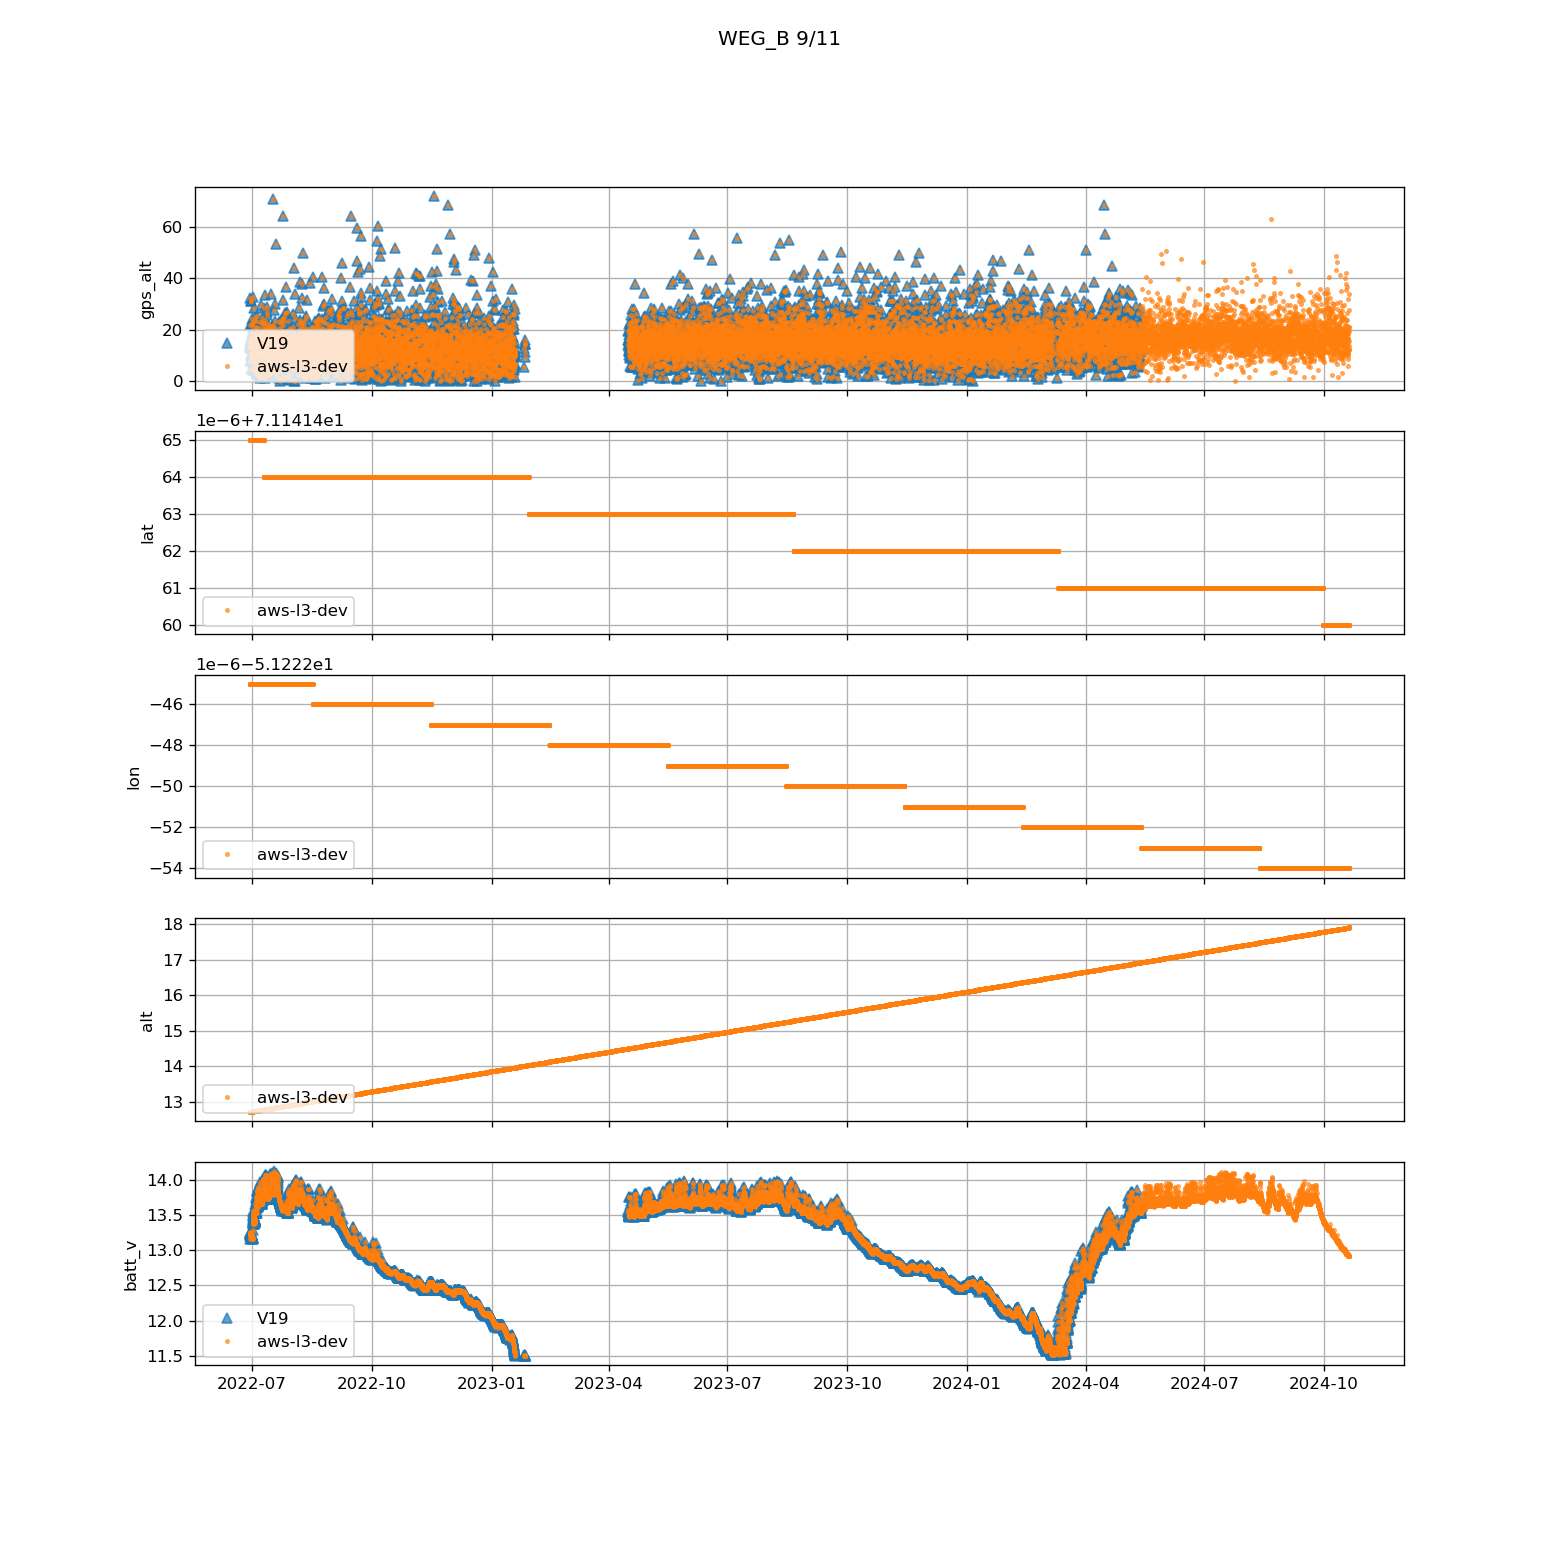 WEG_B 9/11
60
40
20
0
gps_alt
V19
aws-l3-dev
1e−6+7.11414e1
65
64
63
62
61
60
lat
aws-l3-dev
1e−6−5.1222e1
−46
−48
−50
−52
−54
lon
aws-l3-dev
18
17
16
15
14
13
alt
aws-l3-dev
14.0
13.5
13.0
12.5
12.0
11.5
batt_v
V19
aws-l3-dev
2022-07 2022-10 2023-01 2023-04 2023-07 2023-10 2024-01 2024-04 2024-07 2024-10